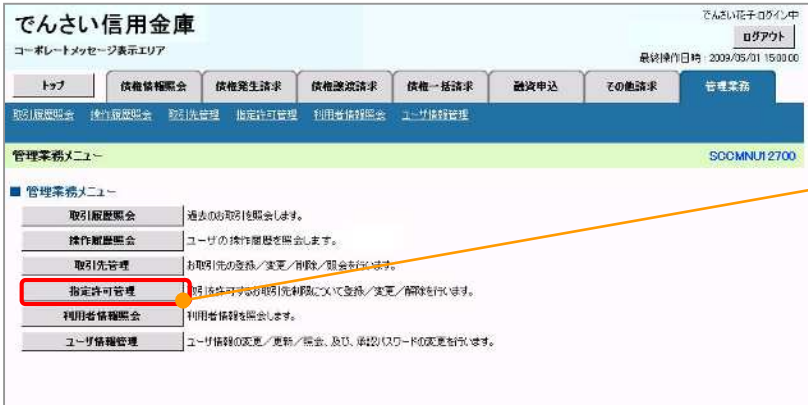 でんさい信用金庫
コーポレートメッセージ表示エリア
でんさい花子ログイン中
ログアウト
最終操作日時 : 2009/05/01 15:00:00
トップ 債権情報照会 債権発生請求 債権譲渡請求 債権一括請求 融資申込 その他請求 管理業務
取引履歴照会 操作履歴照会 取引先管理 指定許可管理 利用者情報照会 ユーザ情報管理
管理業務メニュー SCCMNU12700
■ 管理業務メニュー
取引履歴照会 過去のお取引を照会します。
操作履歴照会 ユーザの操作履歴を照会します。
取引先管理 お取引先の登録/変更/削除/照会を行います。
指定許可管理 取引を許可するお取引先制限について登録/変更/解除を行います。
利用者情報照会 利用者情報を照会します。
ユーザ情報管理 ユーザ情報の変更/更新/照会、及び、承認パスワードの変更を行います。